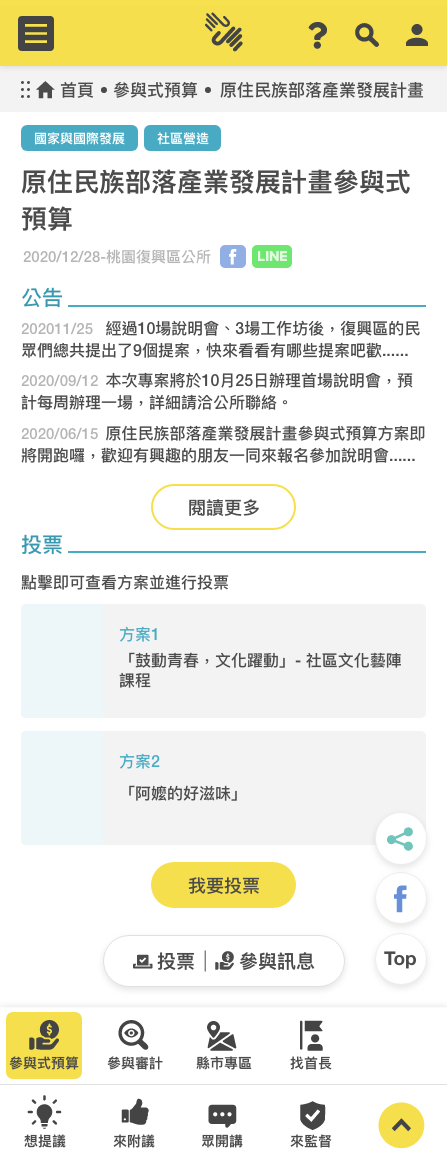 首頁 • 參與式預算 • 原住民族部落產業發展計畫
國家與國際發展 社區營造
原住民族部落產業發展計畫參與式
預算
2020/12/28-桃園復興區公所 f LINE
公告
202011/25 經過10場說明會、3場工作坊後，復興區的民
眾們總共提出了9個提案，快來看看有哪些提案吧歡......
2020/09/12 本次專案將於10月25日辦理首場說明會，預
計每周辦理一場，詳細請洽公所聯絡。
2020/06/15 原住民族部落產業發展計畫參與式預算方案即
將開跑囉，歡迎有興趣的朋友一同來報名參加說明會......
閱讀更多
投票
點擊即可查看方案並進行投票
方案1
「鼓動青春，文化躍動」- 社區文化藝陣
課程
方案2
「阿嬤的好滋味」
我要投票
f
投票｜參與訊息
Top
參與式預算 參與審計 縣市專區 找首長
想提議 來附議 眾開講 來監督